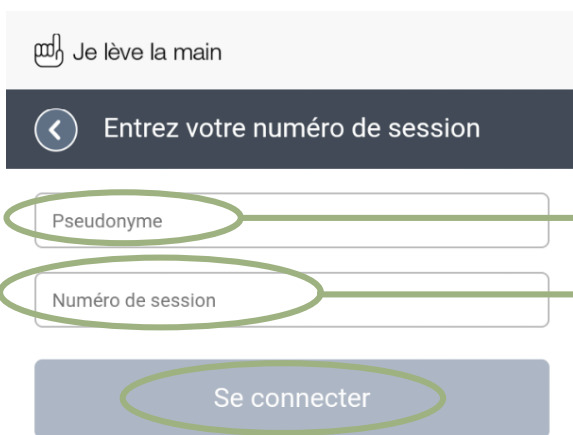 Je lève la main
Entrez votre numéro de session
Pseudonyme
Numéro de session
Se connecter